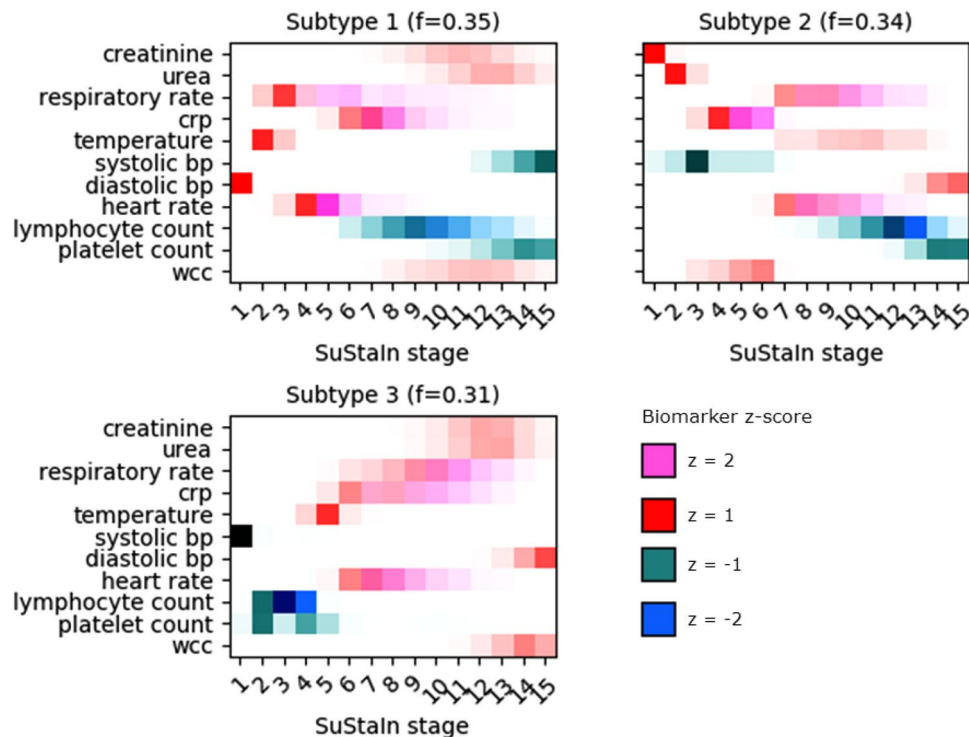 Subtype 1 (f=0.35)
creatinine
urea
respiratory rate
crp
temperature
systolic bp
diastolic bp
heart rate
lymphocyte count
platelet count
wcc
1 2 3 4 5 6 7 8 9 10 11 12 13 14 15
SuStaIn stage
Subtype 2 (f=0.34)
1 2 3 4 5 6 7 8 9 10 11 12 13 14 15
SuStaIn stage
Subtype 3 (f=0.31)
creatinine
urea
respiratory rate
crp
temperature
systolic bp
diastolic bp
heart rate
lymphocyte count
platelet count
wcc
1 2 3 4 5 6 7 8 9 10 11 12 13 14 15
SuStaIn stage
Biomarker z-score
z = 2
z = 1
z = -1
z = -2